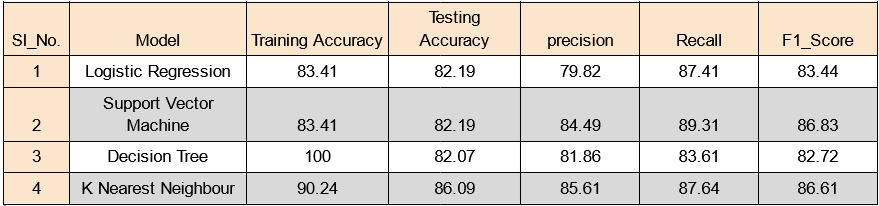 SI_No. Model Training Accuracy Testing Accuracy precision Recall F1_Score
1 Logistic Regression 83.41 82.19 79.82 87.41 83.44
2 Support Vector Machine 83.41 82.19 84.49 89.31 86.83
3 Decision Tree 100 82.07 81.86 83.61 82.72
4 K Nearest Neighbour 90.24 86.09 85.61 87.64 86.61